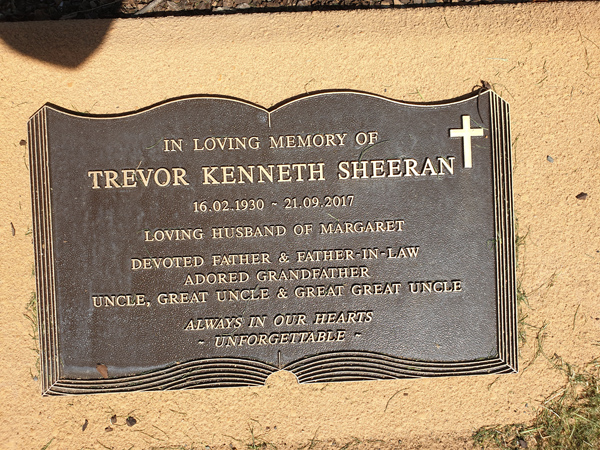 IN LOVING MEMORY OF
TREVOR KENNETH SHEERAN
16.02.1930 ~ 21.09.2017
LOVING HUSBAND OF MARGARET
DEVOTED FATHER & FATHER-IN-LAW
ADORED GRANDFATHER
UNCLE, GREAT UNCLE & GREAT GREAT UNCLE
ALWAYS IN OUR HEARTS
~ UNFORGETTABLE ~